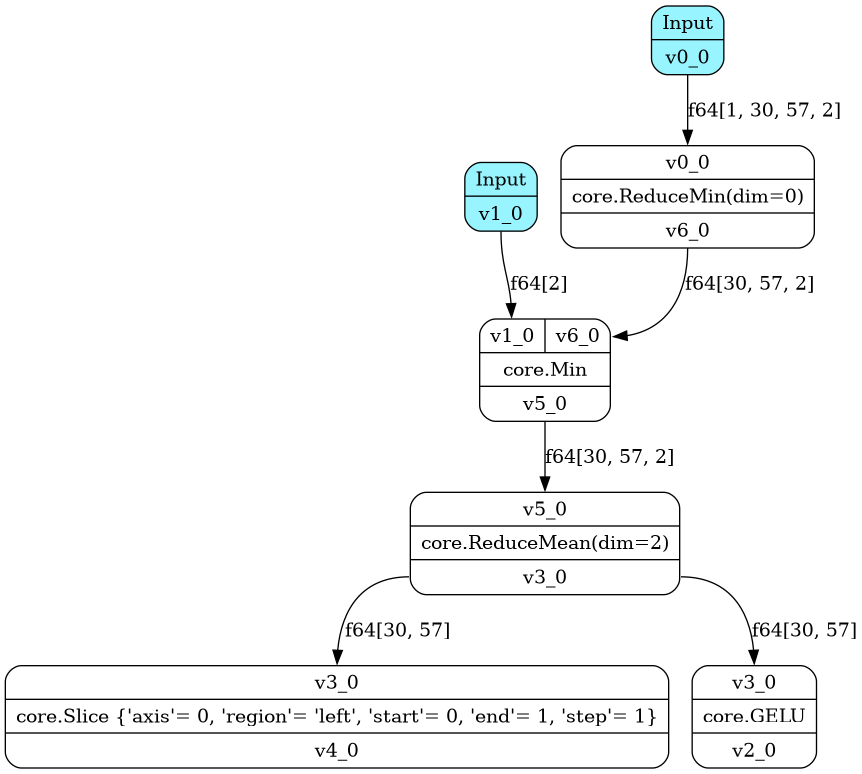 Input
v0_0
f64[1, 30, 57, 2]
Input
v1_0
v0_0
core.ReduceMin(dim=0)
v6_0
f64[2]
f64[30, 57, 2]
v1_0 v6_0
core.Min
v5_0
f64[30, 57, 2]
v5_0
core.ReduceMean(dim=2)
v3_0
f64[30, 57]
f64[30, 57]
v3_0
core.Slice {'axis'= 0, 'region'= 'left', 'start'= 0, 'end'= 1, 'step'= 1}
v4_0
v3_0
core.GELU
v2_0